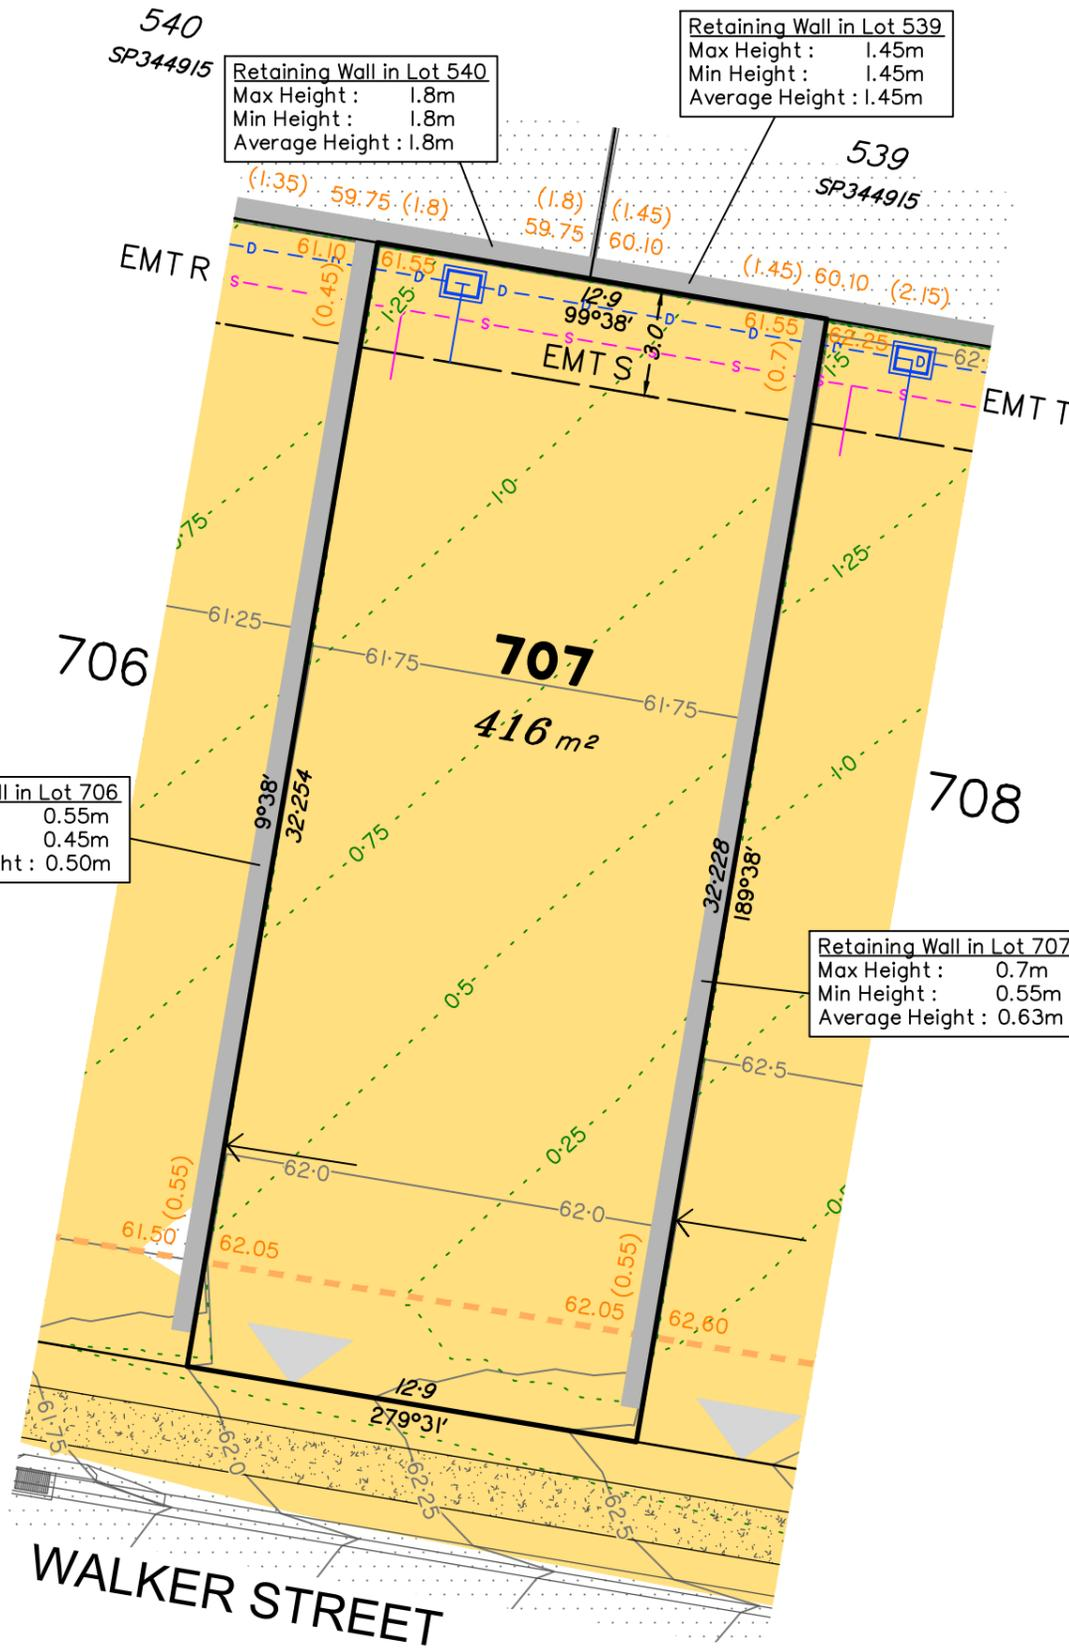 540
SP344915
Retaining Wall in Lot 540
Max Height : 1.8m
Min Height : 1.8m
Average Height : 1.8m
Retaining Wall in Lot 539
Max Height : 1.45m
Min Height : 1.45m
Average Height : 1.45m
539
SP344915
(1.35) 59.75 (1.8)
(1.8)
59.75
(1.45)
60.10
(1.45) 60.10 (2.15)
EMT R
D
61.10
(0.45)
S
61.55
D
1·25
D
12·9
99°38'
D
D
D
S
S
S
S
3·0
EMT S
61.55
(0.7)
62.25
1·5
D
62·
S
S
EMT T
·75
1·0
1·25
61·25
61·75
707
61·75
416 m²
706
708
1·0
ll in Lot 706
0.55m
0.45m
ht : 0.50m
9°38'
32·254
0·75
32·228
189°38'
0·5
Retaining Wall in Lot 707
Max Height : 0.7m
Min Height : 0.55m
Average Height : 0.63m
62·5
0·25
62·0
62·0
(0.55)
61.50
62.05
(0.55)
62.05
62.60
0·5
12·9
279°31'
61·75
62·0
62·25
62·5
WALKER STREET